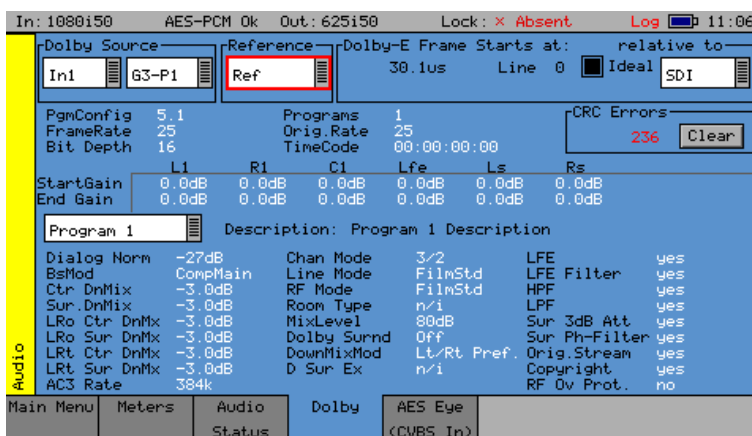 In: 1080i50 AES-PCM Ok Out: 625i50 Lock: × Absent Log 11:06
Dolby Source Reference Dolby-E Frame Starts at: relative to
In1 G3-P1 Ref 30.1us Line 0 Ideal SDI
PgmConfig 5.1 Programs 1 CRC Errors
FrameRate 25 Orig.Rate 25 236 Clear
Bit Depth 16 TimeCode 00:00:00:00
L1 R1 C1 Lfe Ls Rs
StartGain 0.0dB 0.0dB 0.0dB 0.0dB 0.0dB 0.0dB
End Gain 0.0dB 0.0dB 0.0dB 0.0dB 0.0dB 0.0dB
Program 1 Description: Program 1 Description
Dialog Norm -27dB Chan Mode 3/2 LFE yes
BsMod CompMain Line Mode FilmStd LFE Filter yes
Ctr DnMix -3.0dB RF Mode FilmStd HPF yes
Sur.DnMix -3.0dB Room Type n/i LPF yes
LRo Ctr DnMx -3.0dB MixLevel 80dB Sur 3dB Att yes
LRo Sur DnMx -3.0dB Dolby Surnd Off Sur Ph-Filter yes
LRt Ctr DnMx -3.0dB DownMixMod Lt/Rt Pref. Orig.Stream yes
LRt Sur DnMx -3.0dB D Sur Ex n/i Copyright yes
AC3 Rate 384k RF Ov Prot. no
Audio
Main Menu Meters Audio Status Dolby AES Eye (CVBS In)